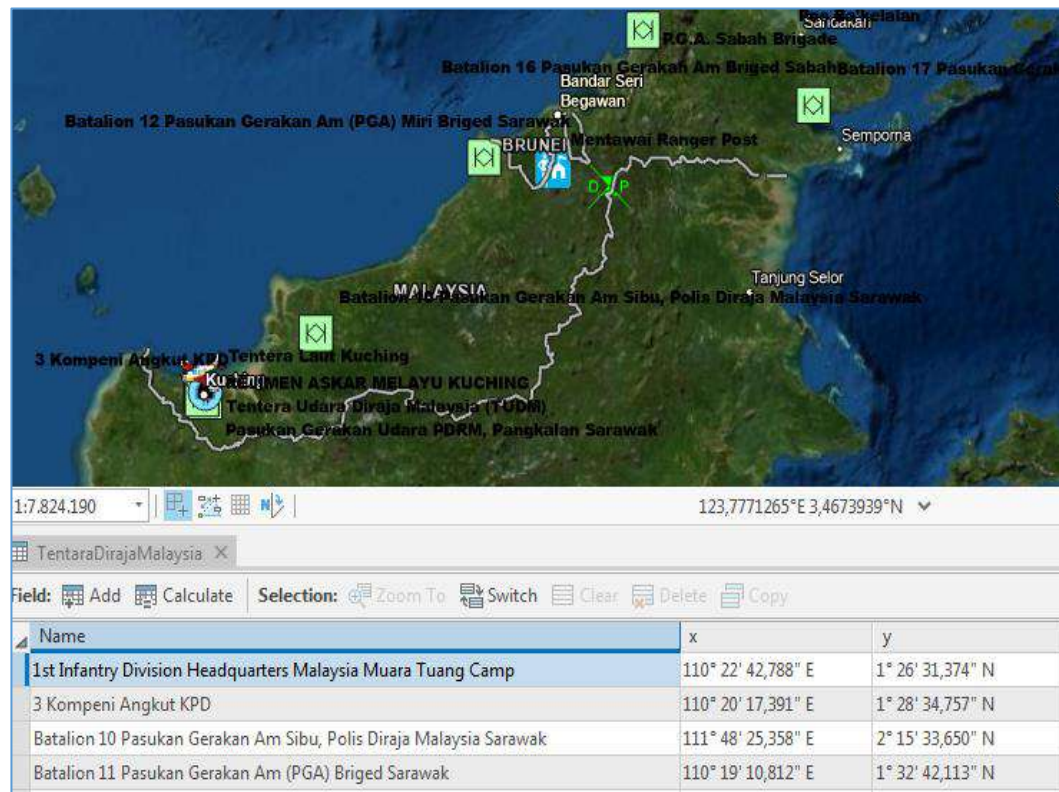 Sandakan
P.G.A. Sabah Brigade
Batalion 16 Pasukan Gerakan Am Briged Sabah
Batalion 17 Pasukan
Bandar Seri
Begawan
Batalion 12 Pasukan Gerakan Am (PGA) Miri Briged Sarawak
Semporna
BRUNEI
Mentawai Ranger Post
D P
Tanjung Selor
MALAYSIA
Batalion 10 Pasukan Gerakan Am Sibu, Polis Diraja Malaysia Sarawak
3 Kompeni Angkut KPD
Tentera Laut Kuching
Kuching
ASKAR MELAYU KUCHING
Tentera Udara Diraja Malaysia (TUDM)
Pasukan Gerakan Udara PDRM, Pangkalan Sarawak
1:7.824.190
123,7771265°E 3,4673939°N
TentaraDirajaMalaysia
Field: Add Calculate Selection: Zoom To Switch Clear Delete Copy
Name x y
1st Infantry Division Headquarters Malaysia Muara Tuang Camp 110° 22' 42,788" E 1° 26' 31,374" N
3 Kompeni Angkut KPD 110° 20' 17,391" E 1° 28' 34,757" N
Batalion 10 Pasukan Gerakan Am Sibu, Polis Diraja Malaysia Sarawak 111° 48' 25,358" E 2° 15' 33,650" N
Batalion 11 Pasukan Gerakan Am (PGA) Briged Sarawak 110° 19' 10,812" E 1° 32' 42,113" N